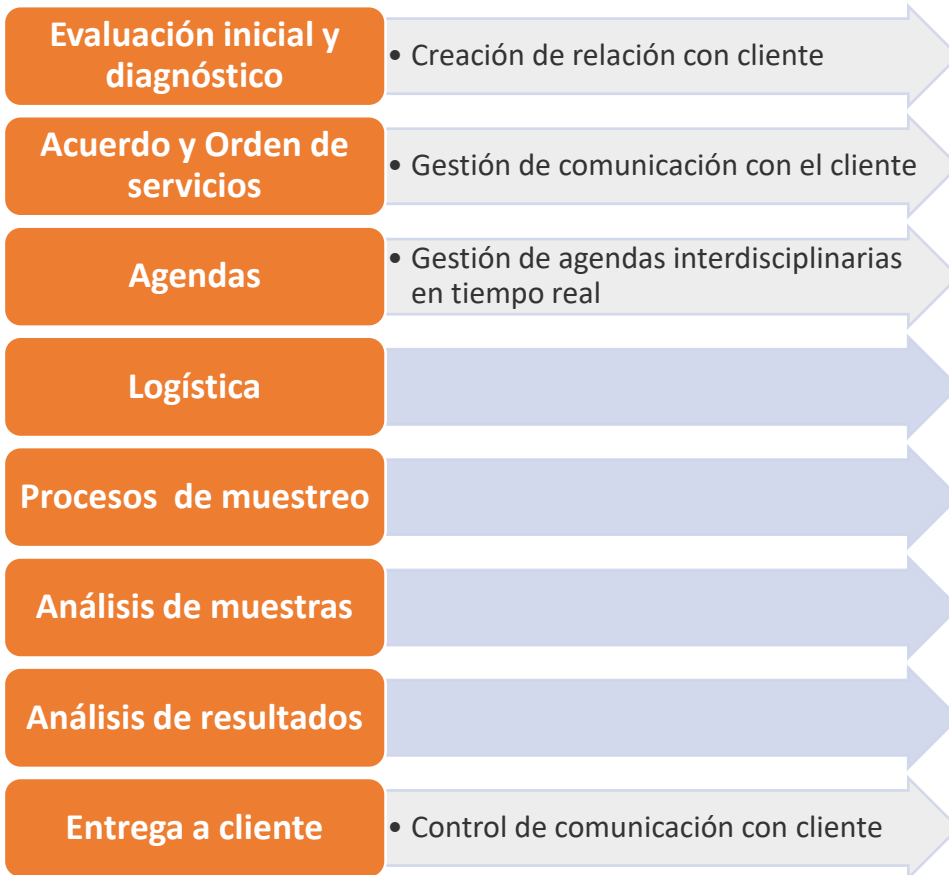 Evaluación inicial y
diagnóstico
• Creación de relación con cliente
Acuerdo y Orden de
servicios
• Gestión de comunicación con el cliente
Agendas
• Gestión de agendas interdisciplinarias
en tiempo real
Logística
Procesos de muestreo
Análisis de muestras
Análisis de resultados
Entrega a cliente
• Control de comunicación con cliente